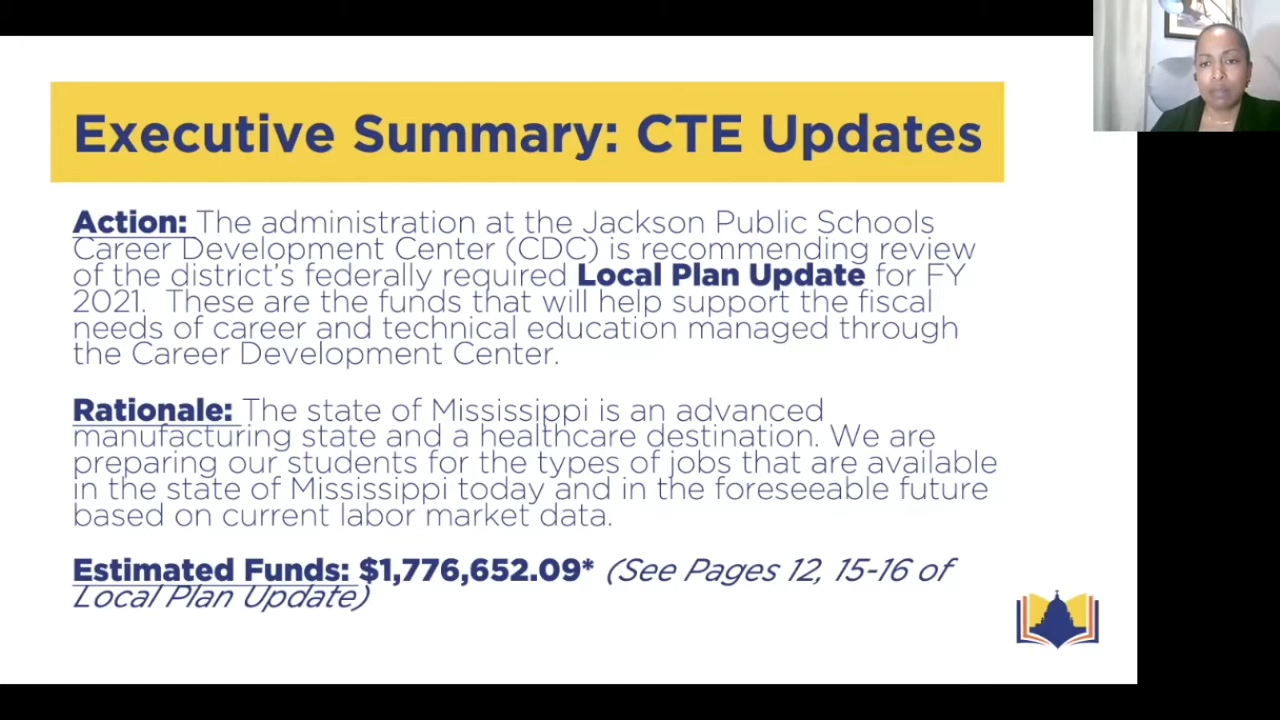 Executive Summary: CTE Updates
Action: The administration at the Jackson Public Schools
Career Development Center (CDC) is recommending review
of the district's federally required Local Plan Update for FY
2021. These are the funds that will help support the fiscal
needs of career and technical education managed through
the Career Development Center.
Rationale: The state of Mississippi is an advanced
manufacturing state and a healthcare destination. We are
preparing our students for the types of jobs that are available
in the state of Mississippi today and in the foreseeable future
based on current labor market data.
Estimated Funds: $1,776,652.09* (See Pages 12, 15-16 of
Local Plan Update)